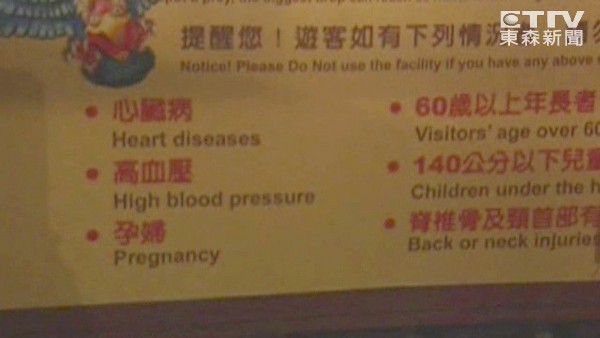 ETtv
東森新聞
提醒您！遊客如有下列情況
Notice! Please Do Not use the facility if you have any above
心臟病
Heart diseases
高血壓
High blood pressure
孕婦
Pregnancy
60歲以上年長者
Visitors' age over 60
140公分以下兒童
Children under the h
脊椎骨及頸首部有
Back or neck injuries